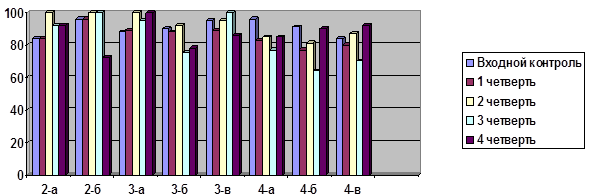 100
80
60
40
20
0
2-а 2-б 3-а 3-б 3-в 4-а 4-б 4-в
Входной контроль
1 четверть
2 четверть
3 четверть
4 четверть